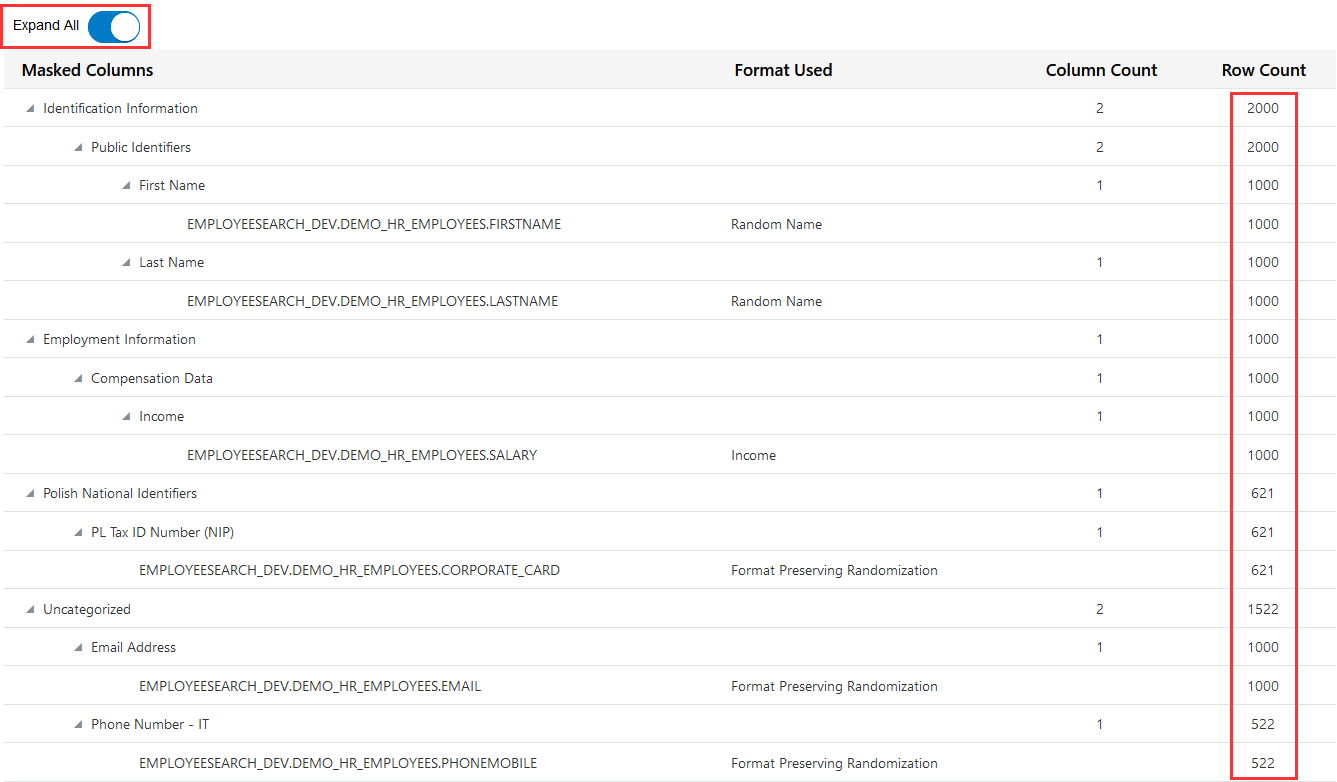 Expand All
Masked Columns Format Used Column Count Row Count
Identification Information 2 2000
Public Identifiers 2 2000
First Name 1 1000
EMPLOYEESEARCH_DEV.DEMO_HR_EMPLOYEES.FIRSTNAME Random Name 1000
Last Name 1 1000
EMPLOYEESEARCH_DEV.DEMO_HR_EMPLOYEES.LASTNAME Random Name 1000
Employment Information 1 1000
Compensation Data 1 1000
Income 1 1000
EMPLOYEESEARCH_DEV.DEMO_HR_EMPLOYEES.SALARY Income 1000
Polish National Identifiers 1 621
PL Tax ID Number (NIP) 1 621
EMPLOYEESEARCH_DEV.DEMO_HR_EMPLOYEES.CORPORATE_CARD Format Preserving Randomization 621
Uncategorized 2 1522
Email Address 1 1000
EMPLOYEESEARCH_DEV.DEMO_HR_EMPLOYEES.EMAIL Format Preserving Randomization 1000
Phone Number - IT 1 522
EMPLOYEESEARCH_DEV.DEMO_HR_EMPLOYEES.PHONEMOBILE Format Preserving Randomization 522